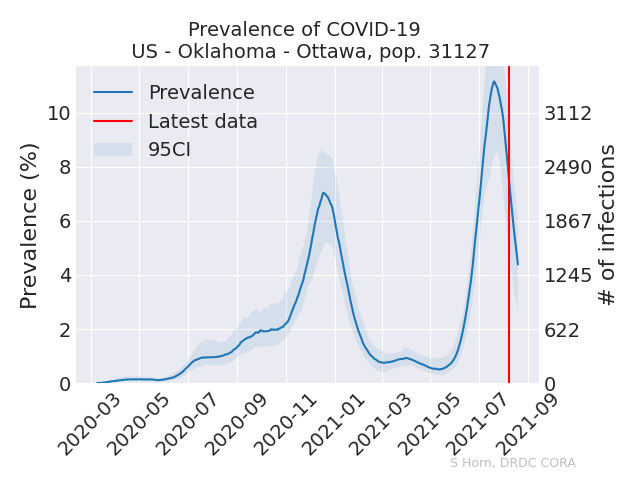 Prevalence of COVID-19
US - Oklahoma - Ottawa, pop. 31127
Prevalence
Latest data
95CI
Prevalence (%)
10
8
6
4
2
0
3112
2490
1867
1245
622
0
# of infections
2020-03
2020-05
2020-07
2020-09
2020-11
2021-01
2021-03
2021-05
2021-07
2021-09
S Horn, DRDC CORA